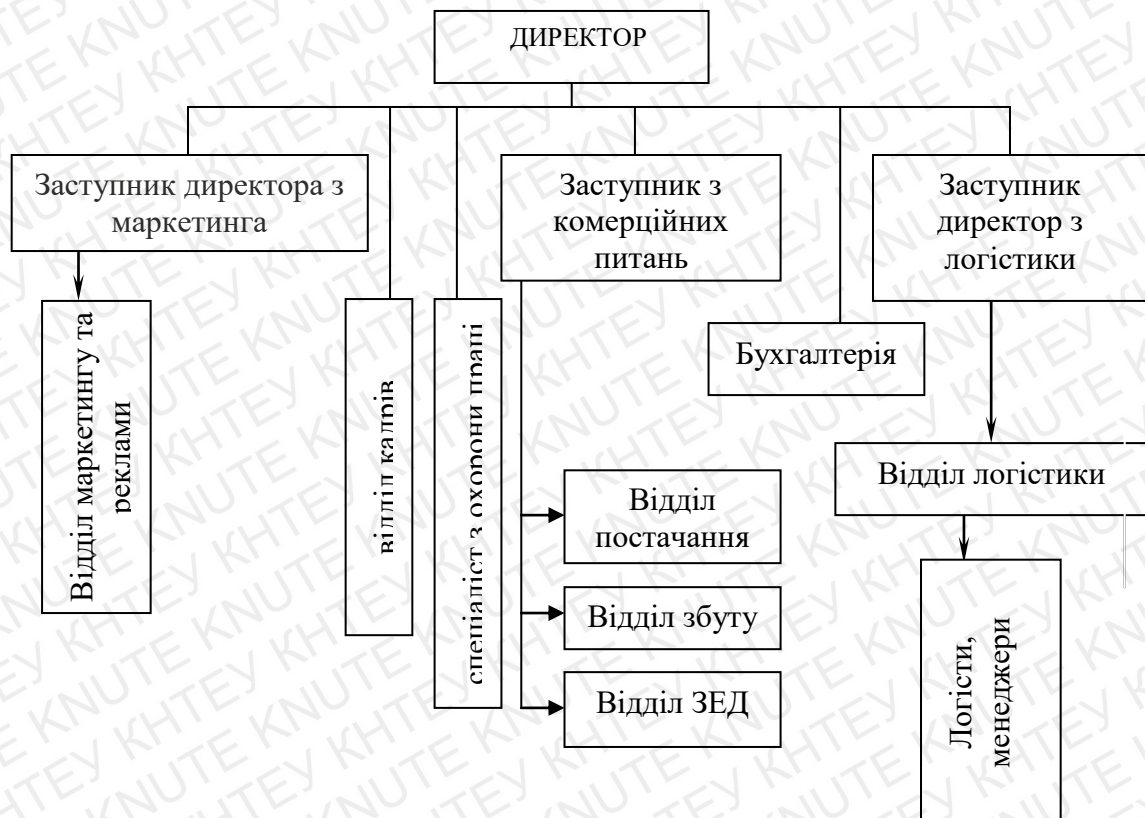 ДИРЕКТОР
Заступник директора з
маркетинга
Заступник з
комерційних
питань
Заступник
директор з
логістики
Відділ маркетингу та
реклами
відділ кадрів
спеціаліст з охорони праці
Бухгалтерія
Відділ
постачання
Відділ збуту
Відділ ЗЕД
Відділ логістики
Логісти,
менеджери